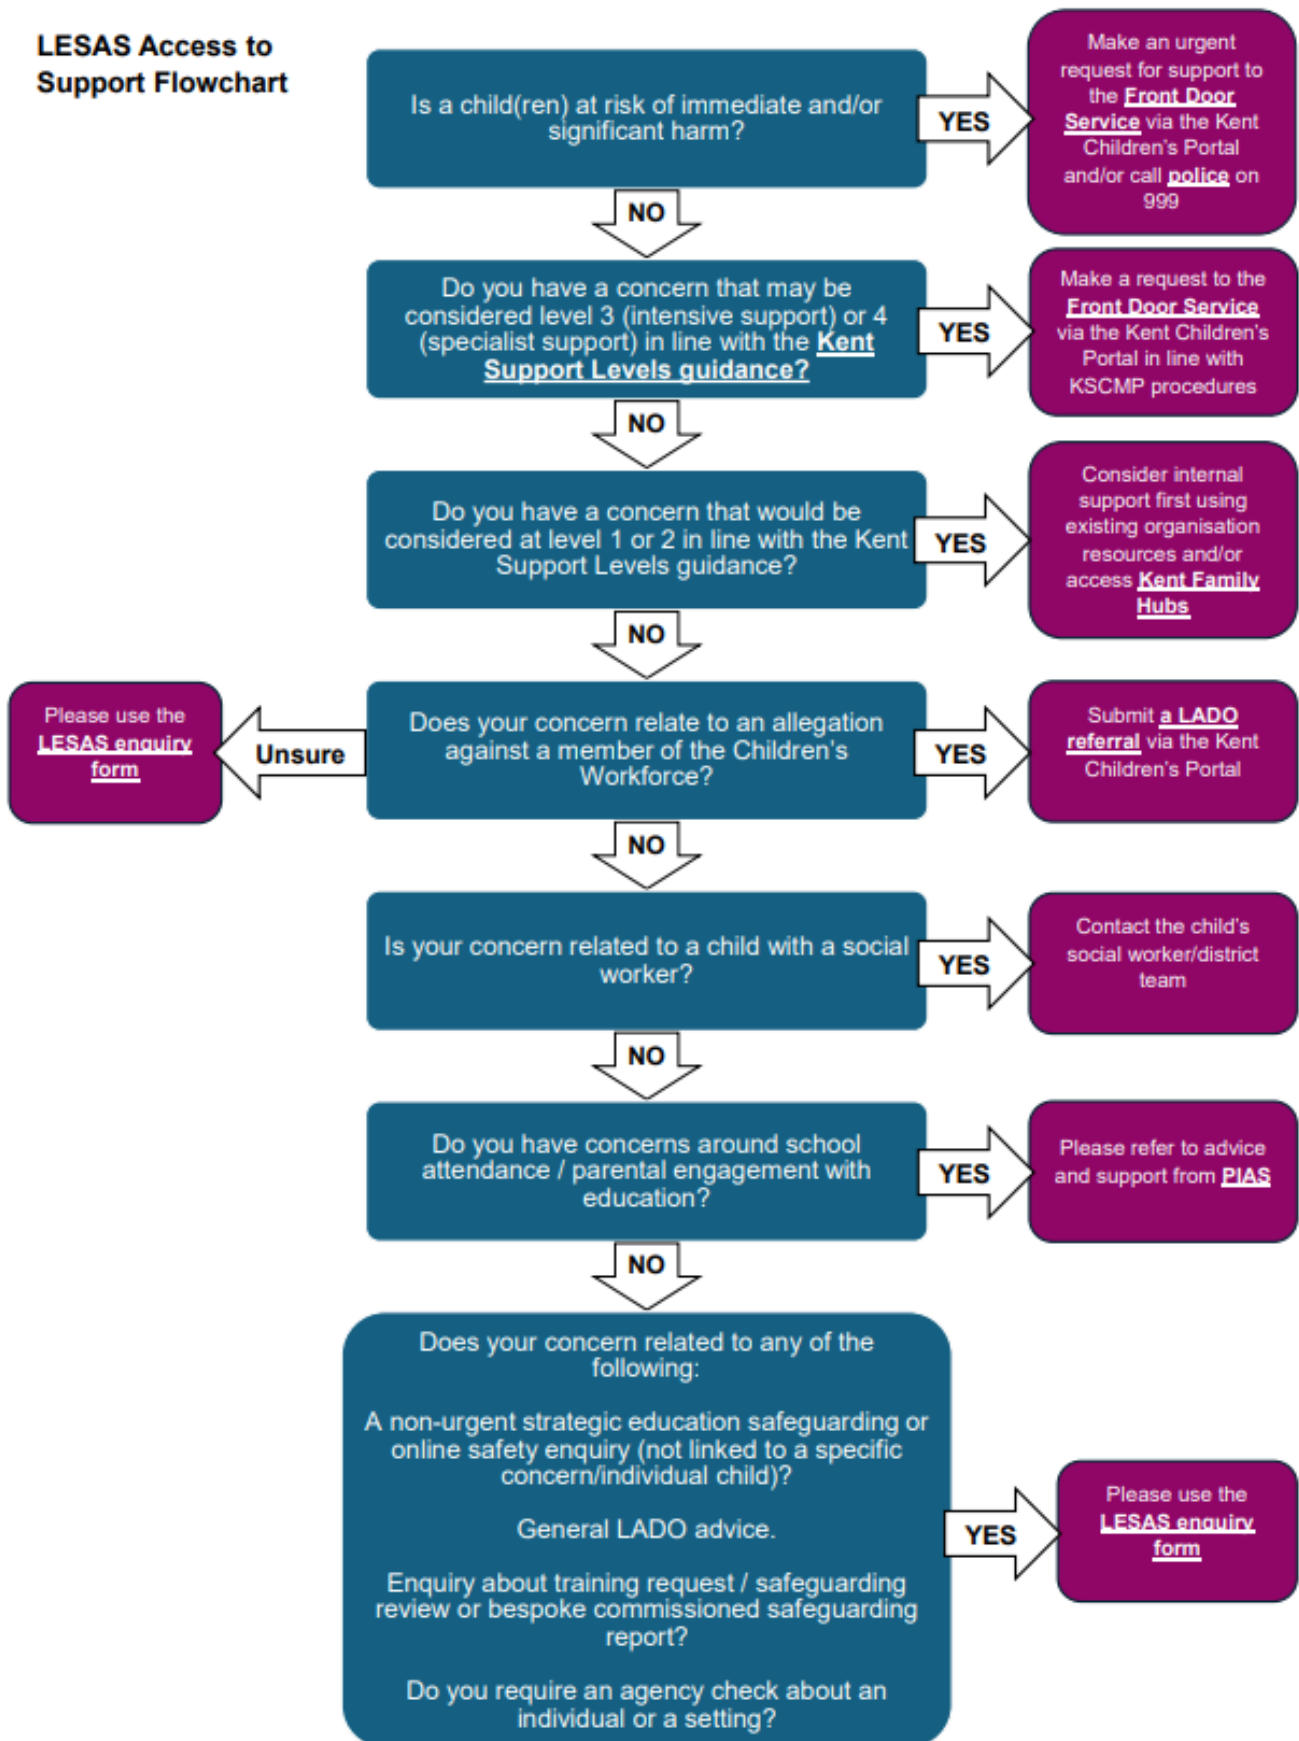 LESAS Access to
Support Flowchart
Is a child(ren) at risk of immediate and/or
significant harm?
YES
Make an urgent
request for support to
the Front Door
Service via the Kent
Children's Portal
and/or call police on
999
NO
Do you have a concern that may be
considered level 3 (intensive support) or 4
(specialist support) in line with the Kent
Support Levels guidance?
YES
Make a request to the
Front Door Service
via the Kent Children's
Portal in line with
KSCMP procedures
NO
Do you have a concern that would be
considered at level 1 or 2 in line with the Kent
Support Levels guidance?
YES
Consider internal
support first using
existing organisation
resources and/or
access Kent Family
Hubs
NO
Please use the
LESAS enquiry
form
Unsure
Does your concern relate to an allegation
against a member of the Children's
Workforce?
YES
Submit a LADO
referral via the Kent
Children's Portal
NO
Is your concern related to a child with a social
worker?
YES
Contact the child's
social worker/district
team
NO
Do you have concerns around school
attendance / parental engagement with
education?
YES
Please refer to advice
and support from PIAS
NO
Does your concern related to any of the
following:
A non-urgent strategic education safeguarding or
online safety enquiry (not linked to a specific
concern/individual child)?
General LADO advice.
Enquiry about training request / safeguarding
review or bespoke commissioned safeguarding
report?
Do you require an agency check about an
individual or a setting?
YES
Please use the
LESAS enquiry
form